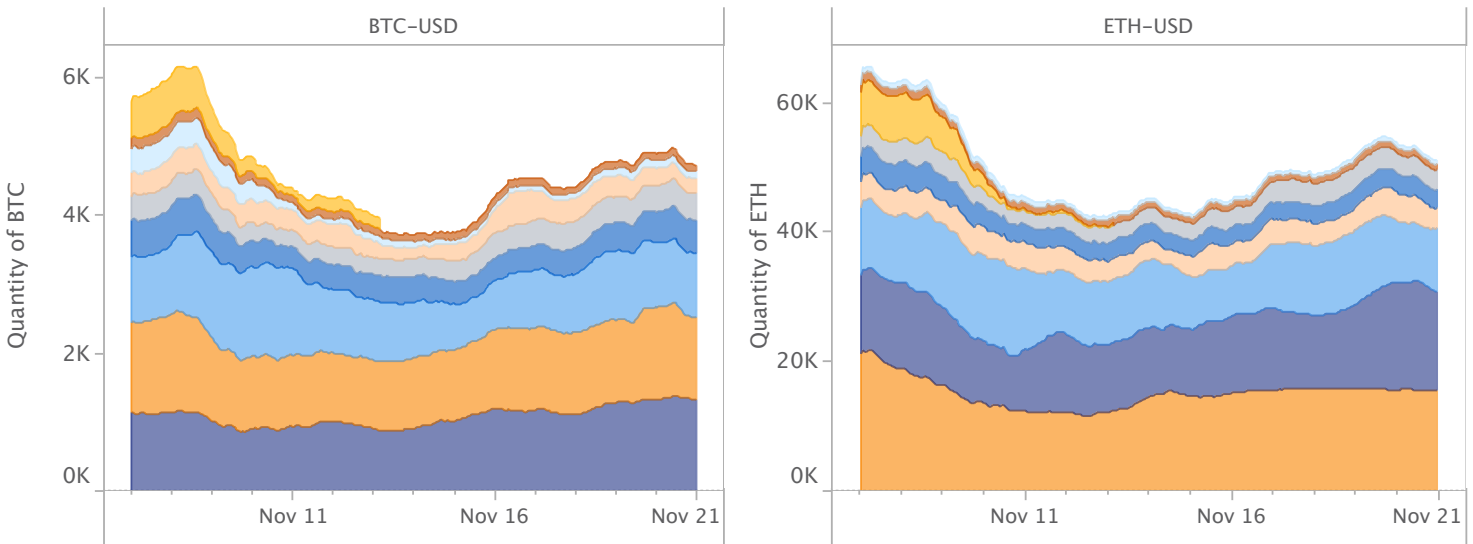 BTC-USD
Quantity of BTC
6K
4K
2K
0K
Nov 11
Nov 16
Nov 21
ETH-USD
Quantity of ETH
60K
40K
20K
0K
Nov 11
Nov 16
Nov 21